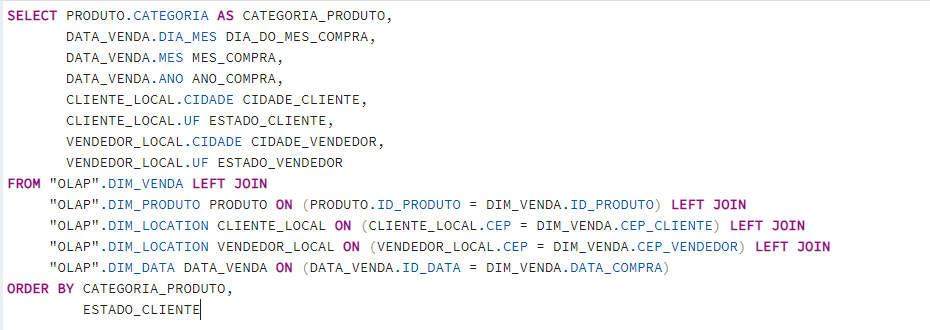 SELECT PRODUTO.CATEGORIA AS CATEGORIA_PRODUTO,
DATA_VENDA.DIA_MES DIA_DO_MES_COMPRA,
DATA_VENDA.MES MES_COMPRA,
DATA_VENDA.ANO ANO_COMPRA,
CLIENTE_LOCAL.CIDADE CIDADE_CLIENTE,
CLIENTE_LOCAL.UF ESTADO_CLIENTE,
VENDEDOR_LOCAL.CIDADE CIDADE_VENDEDOR,
VENDEDOR_LOCAL.UF ESTADO_VENDEDOR
FROM "OLAP".DIM_VENDA LEFT JOIN
"OLAP".DIM_PRODUTO PRODUTO ON (PRODUTO.ID_PRODUTO = DIM_VENDA.ID_PRODUTO) LEFT JOIN
"OLAP".DIM_LOCATION CLIENTE_LOCAL ON (CLIENTE_LOCAL.CEP = DIM_VENDA.CEP_CLIENTE) LEFT JOIN
"OLAP".DIM_LOCATION VENDEDOR_LOCAL ON (VENDEDOR_LOCAL.CEP = DIM_VENDA.CEP_VENDEDOR) LEFT JOIN
"OLAP".DIM_DATA DATA_VENDA ON (DATA_VENDA.ID_DATA = DIM_VENDA.DATA_COMPRA)
ORDER BY CATEGORIA_PRODUTO,
ESTADO_CLIENTE